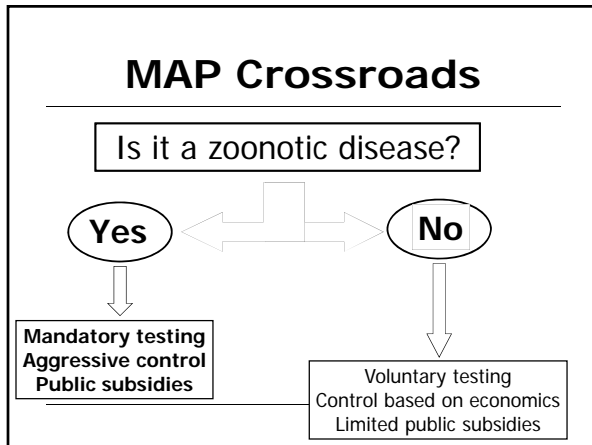 MAP Crossroads
Is it a zoonotic disease?
Yes
No
Mandatory testing
Aggressive control
Public subsidies
Voluntary testing
Control based on economics
Limited public subsidies